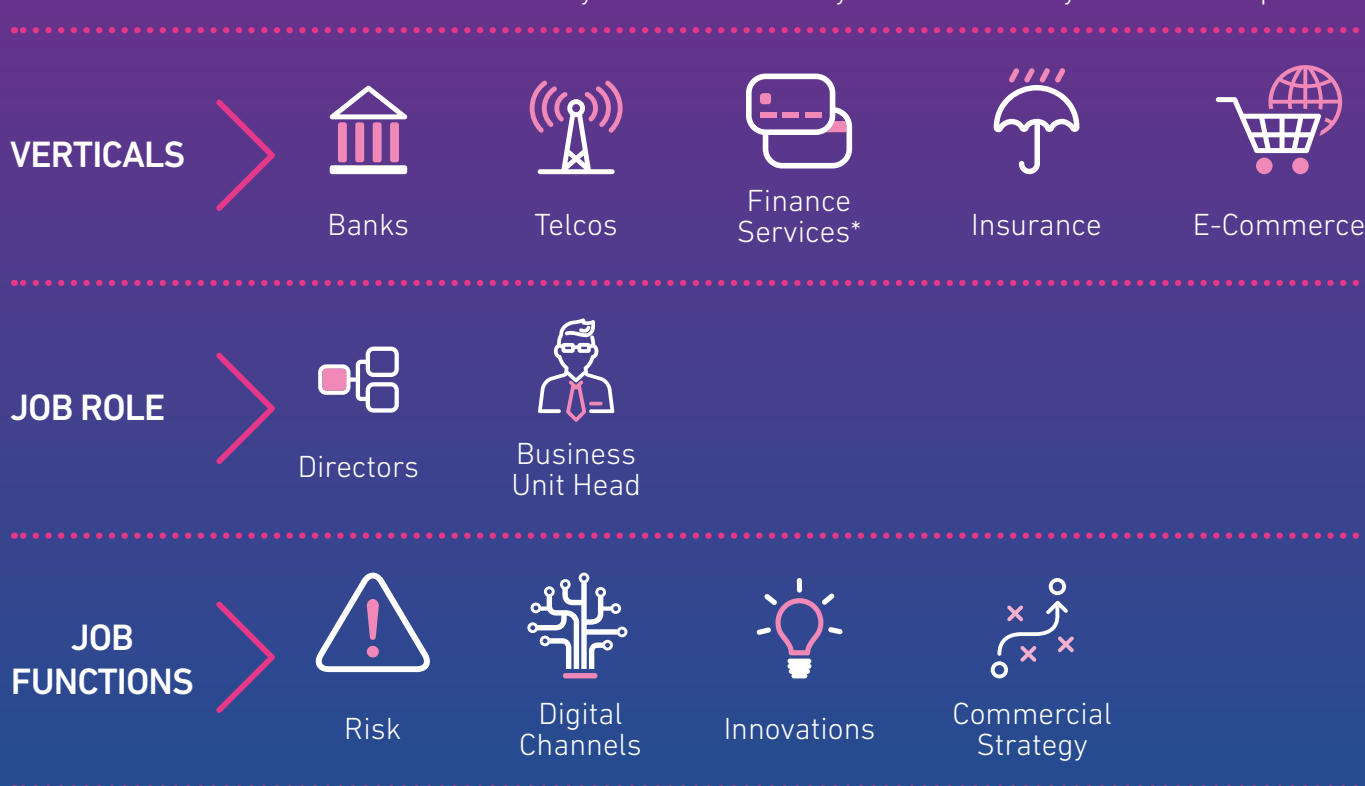 VERTICALS
Banks
Telcos
Finance
Services*
Insurance
E-Commerce
JOB ROLE
Directors
Business
Unit Head
JOB
FUNCTIONS
Risk
Digital
Channels
Innovations
Commercial
Strategy